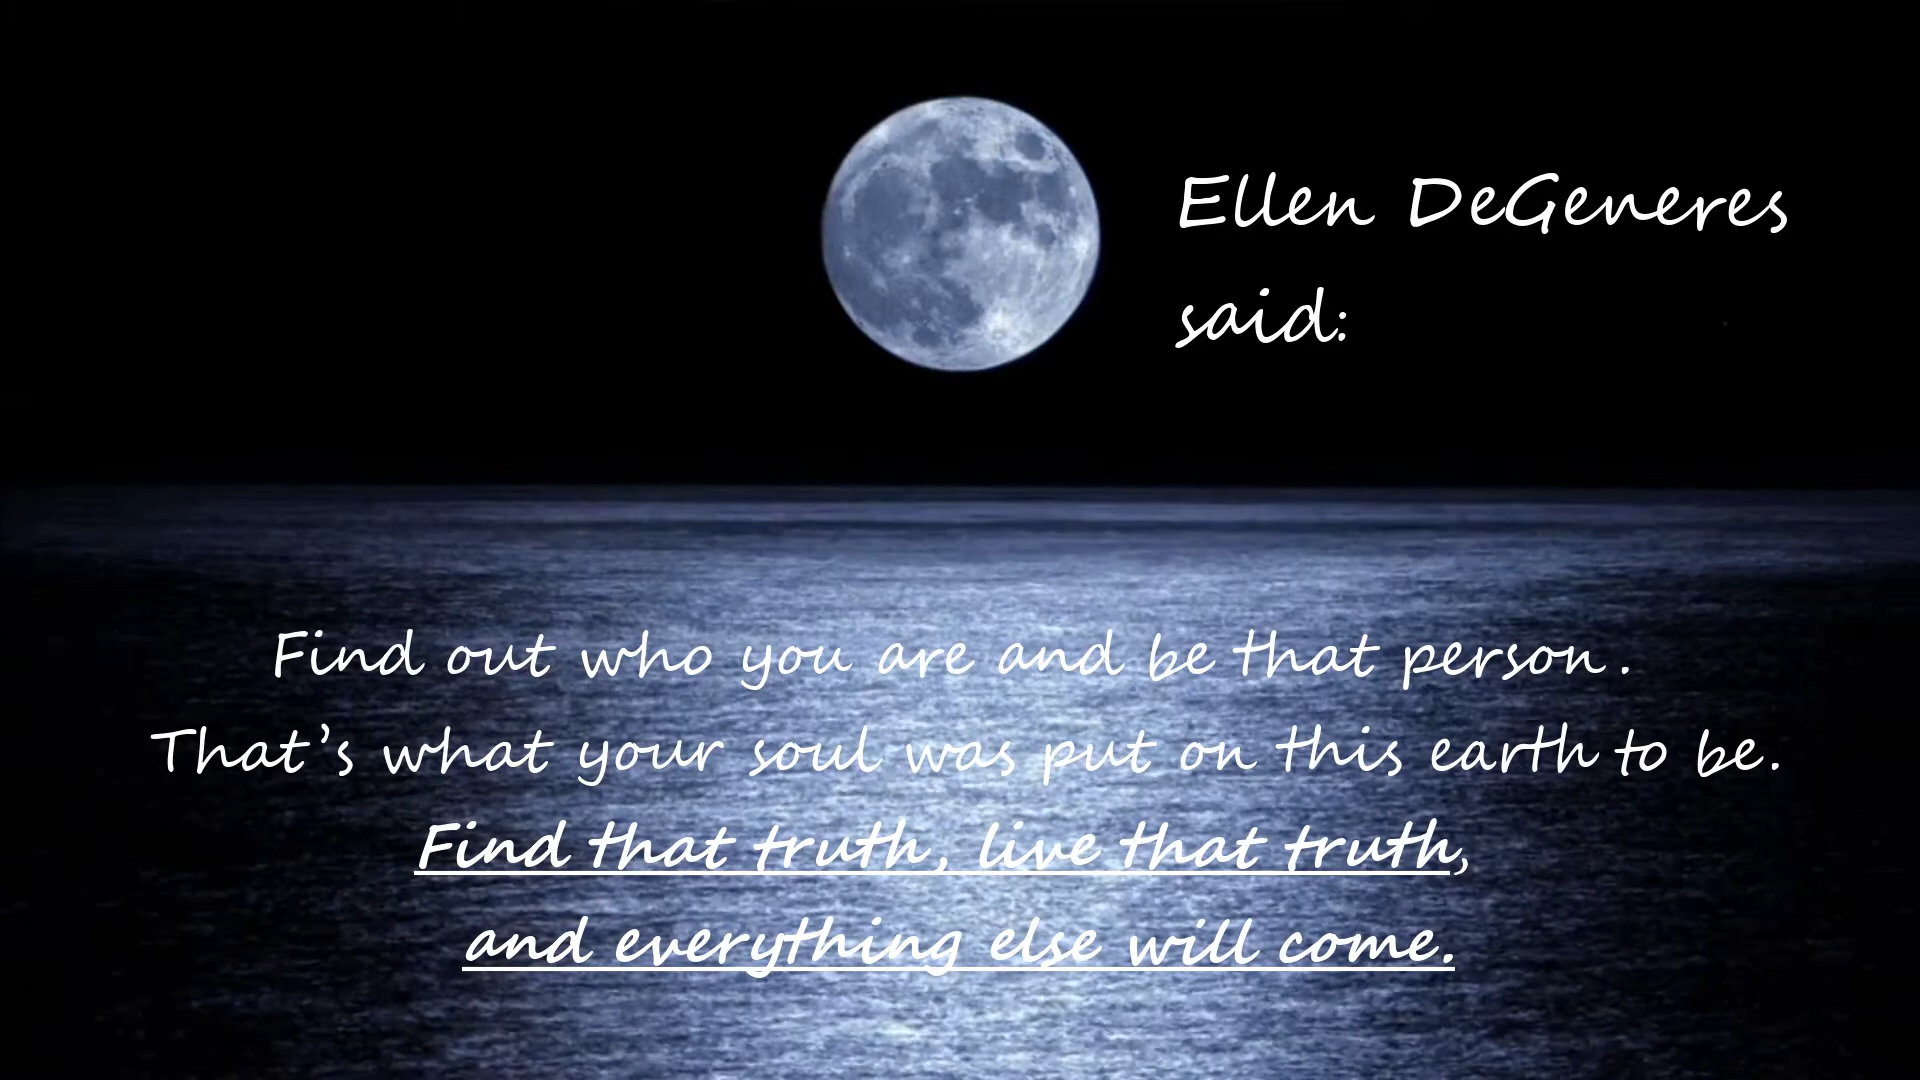 Ellen DeGeneres
said:
Find out who you are and be that person.
That’s what your soul was put on this earth to be.
Find that truth, live that truth,
and everything else will come.